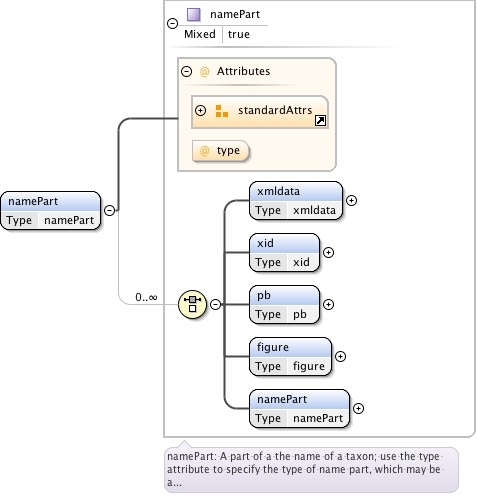 namePart
Mixed true
@ Attributes
standardAttrs
@ type
namePart
Type namePart
0..∞
xmldata
Type xmldata
xid
Type xid
pb
Type pb
figure
Type figure
namePart
Type namePart
namePart: A part of a the name of a taxon; use the type
attribute to specify the type of name part, which may be
a...